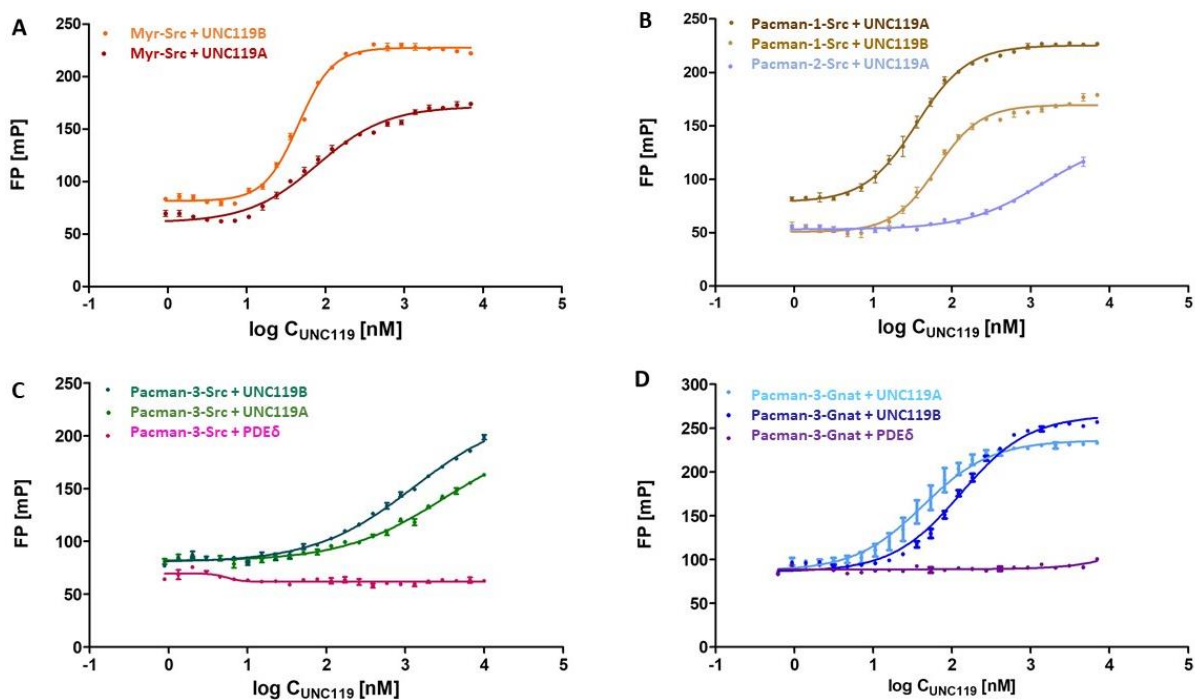 A
Myr-Src + UNC119B
Myr-Src + UNC119A
250
200
150
100
50
0
FP [mP]
-1 0 1 2 3 4 5
log C_UNC119 [nM]
B
Pacman-1-Src + UNC119A
Pacman-1-Src + UNC119B
Pacman-2-Src + UNC119A
250
200
150
100
50
0
FP [mP]
-1 0 1 2 3 4 5
log C_UNC119 [nM]
C
Pacman-3-Src + UNC119B
Pacman-3-Src + UNC119A
Pacman-3-Src + PDEδ
250
200
150
100
50
0
FP [mP]
-1 0 1 2 3 4 5
log C_UNC119 [nM]
D
Pacman-3-Gnat + UNC119A
Pacman-3-Gnat + UNC119B
Pacman-3-Gnat + PDEδ
300
250
200
150
100
50
0
FP [mP]
-1 0 1 2 3 4 5
log C_UNC119 [nM]